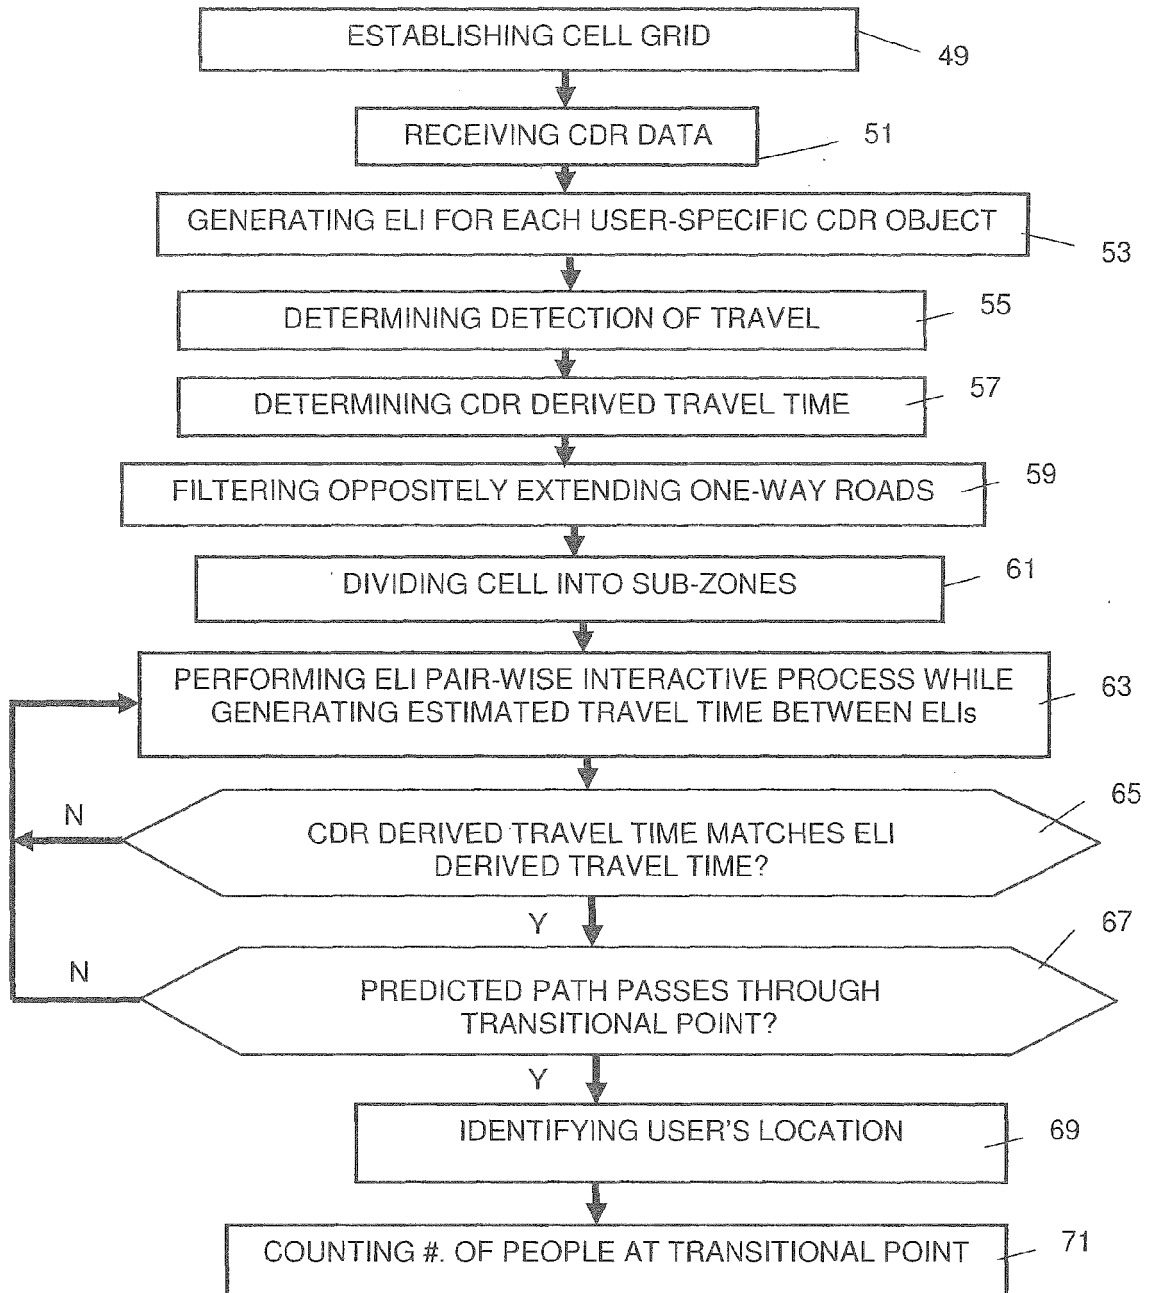 ESTABLISHING CELL GRID
49
RECEIVING CDR DATA
51
GENERATING ELI FOR EACH USER-SPECIFIC CDR OBJECT
53
DETERMINING DETECTION OF TRAVEL
55
DETERMINING CDR DERIVED TRAVEL TIME
57
FILTERING OPPOSITELY EXTENDING ONE-WAY ROADS
59
DIVIDING CELL INTO SUB-ZONES
61
PERFORMING ELI PAIR-WISE INTERACTIVE PROCESS WHILE
GENERATING ESTIMATED TRAVEL TIME BETWEEN ELIs
63
CDR DERIVED TRAVEL TIME MATCHES ELI
DERIVED TRAVEL TIME?
65
N
Y
PREDICTED PATH PASSES THROUGH
TRANSITIONAL POINT?
67
N
Y
IDENTIFYING USER'S LOCATION
69
COUNTING #. OF PEOPLE AT TRANSITIONAL POINT
71